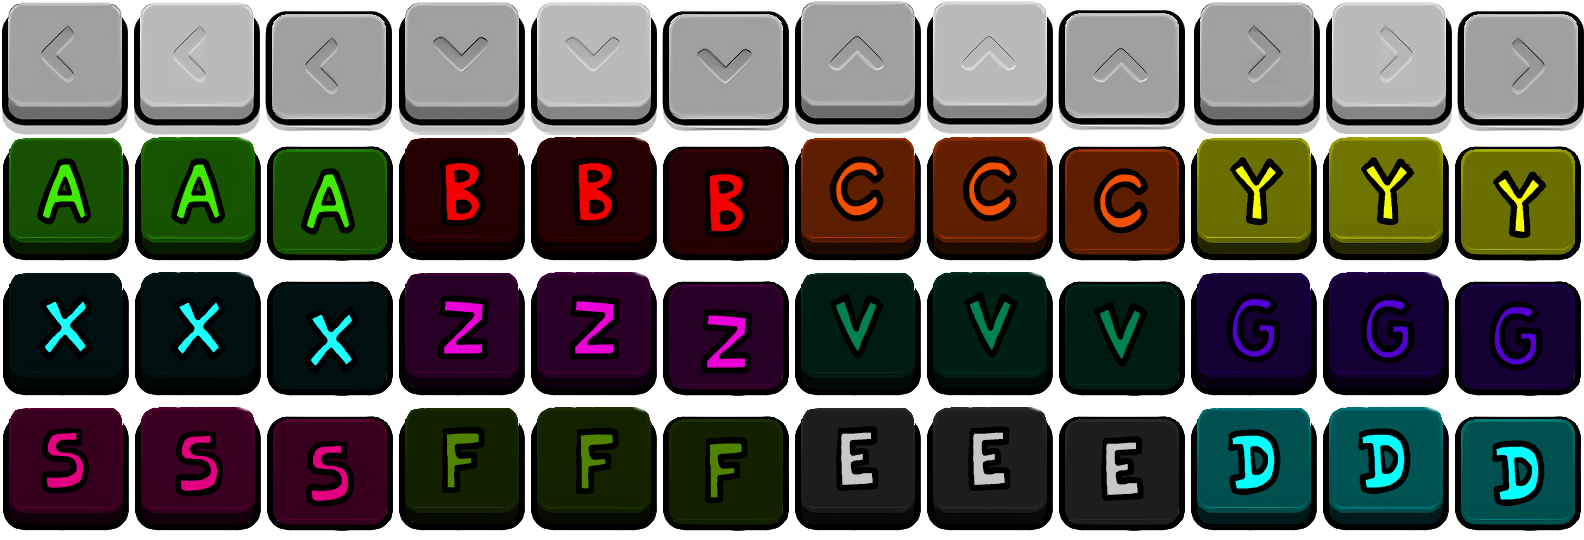 A A A B B B C C C Y Y Y
X X X Z Z Z V V V G G G
S S S F F F E E E D D D